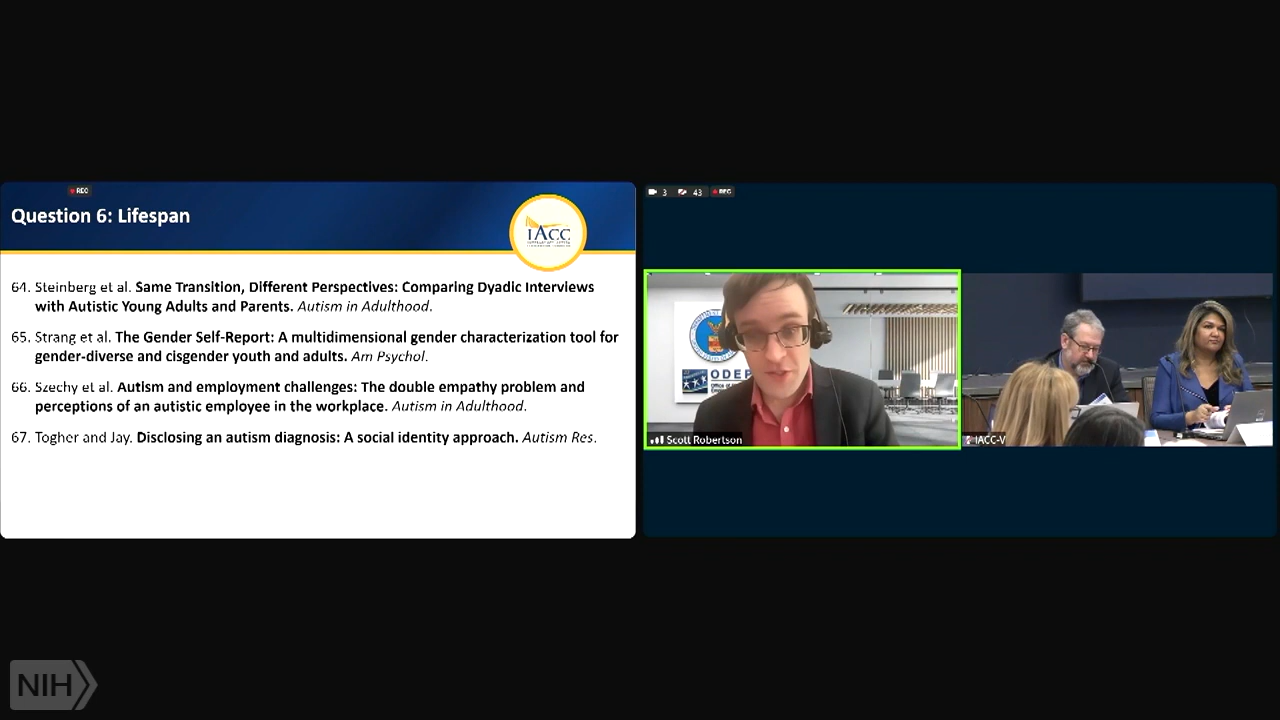 REC
Question 6: Lifespan
IACC
64. Steinberg et al. Same Transition, Different Perspectives: Comparing Dyadic Interviews
with Autistic Young Adults and Parents. Autism in Adulthood.
65. Strang et al. The Gender Self-Report: A multidimensional gender characterization tool for
gender-diverse and cisgender youth and adults. Am Psychol.
66. Szechy et al. Autism and employment challenges: The double empathy problem and
perceptions of an autistic employee in the workplace. Autism in Adulthood.
67. Togher and Jay. Disclosing an autism diagnosis: A social identity approach. Autism Res.
3 43 REC
ODEP
Scott Robertson
IACC-V
NIH